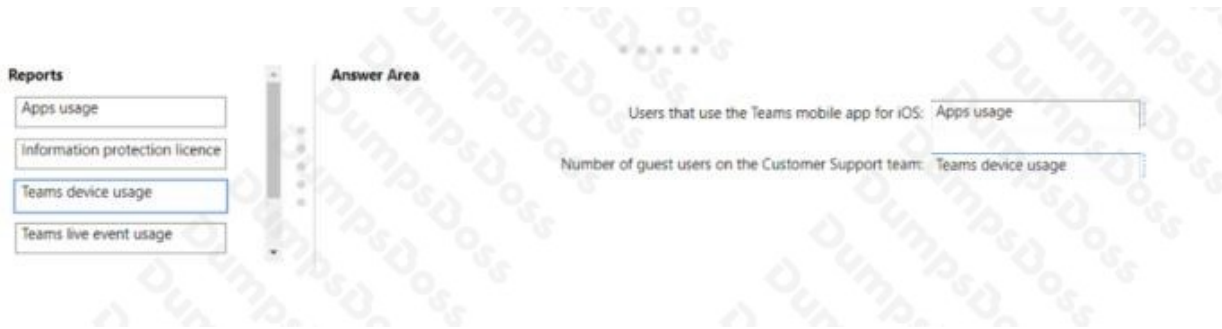 Reports
Apps usage
Information protection licence
Teams device usage
Teams live event usage
Answer Area
Users that use the Teams mobile app for iOS: Apps usage
Number of guest users on the Customer Support team: Teams device usage
DumpsDoss